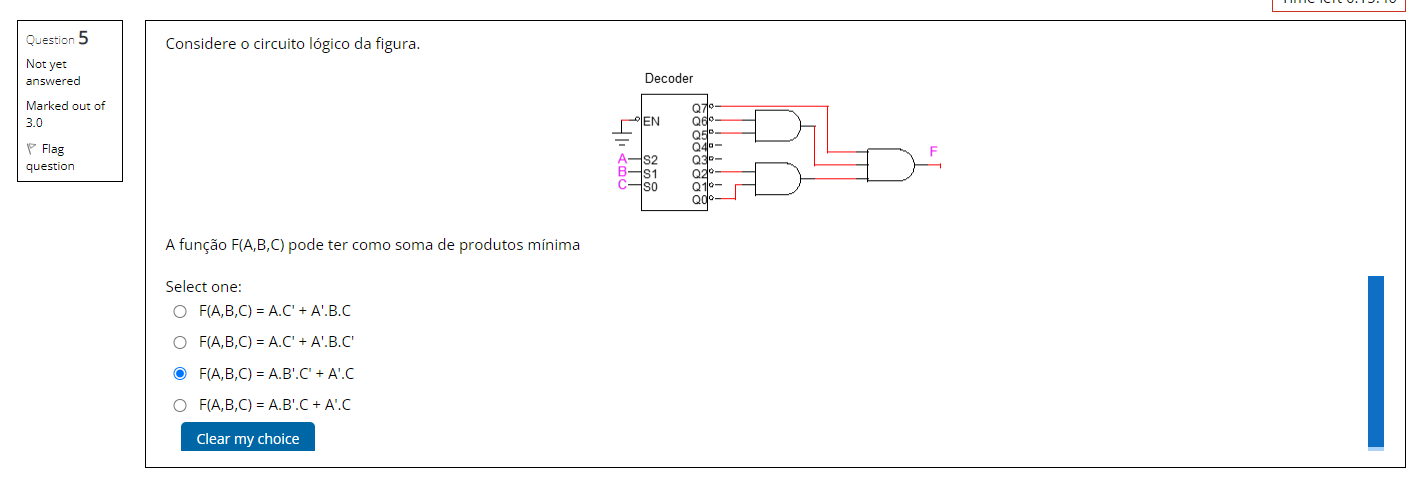 Question 5
Not yet
answered
Marked out of
3.0
Flag
question
Considere o circuito lógico da figura.
Decoder
EN
A S2
B S1
C S0
Q7
Q6
Q5
Q4
Q3
Q2
Q1
Q0
F
A função F(A,B,C) pode ter como soma de produtos mínima
Select one:
F(A,B,C) = A.C' + A'.B.C
F(A,B,C) = A.C' + A'.B.C'
F(A,B,C) = A.B'.C' + A'.C
F(A,B,C) = A.B'.C + A'.C
Clear my choice